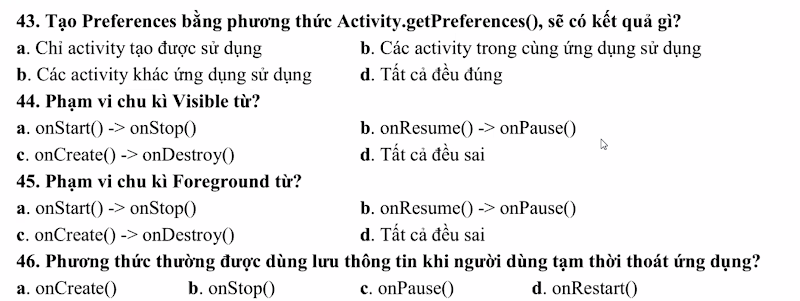 43. Tạo Preferences bằng phương thức Activity.getPreferences(), sẽ có kết quả gì?
a. Chỉ activity tạo được sử dụng b. Các activity trong cùng ứng dụng sử dụng
b. Các activity khác ứng dụng sử dụng d. Tất cả đều đúng
44. Phạm vi chu kì Visible từ?
a. onStart() -> onStop() b. onResume() -> onPause()
c. onCreate() -> onDestroy() d. Tất cả đều sai
45. Phạm vi chu kì Foreground từ?
a. onStart() -> onStop() b. onResume() -> onPause()
c. onCreate() -> onDestroy() d. Tất cả đều sai
46. Phương thức thường được dùng lưu thông tin khi người dùng tạm thời thoát ứng dụng?
a. onCreate() b. onStop() c. onPause() d. onRestart()